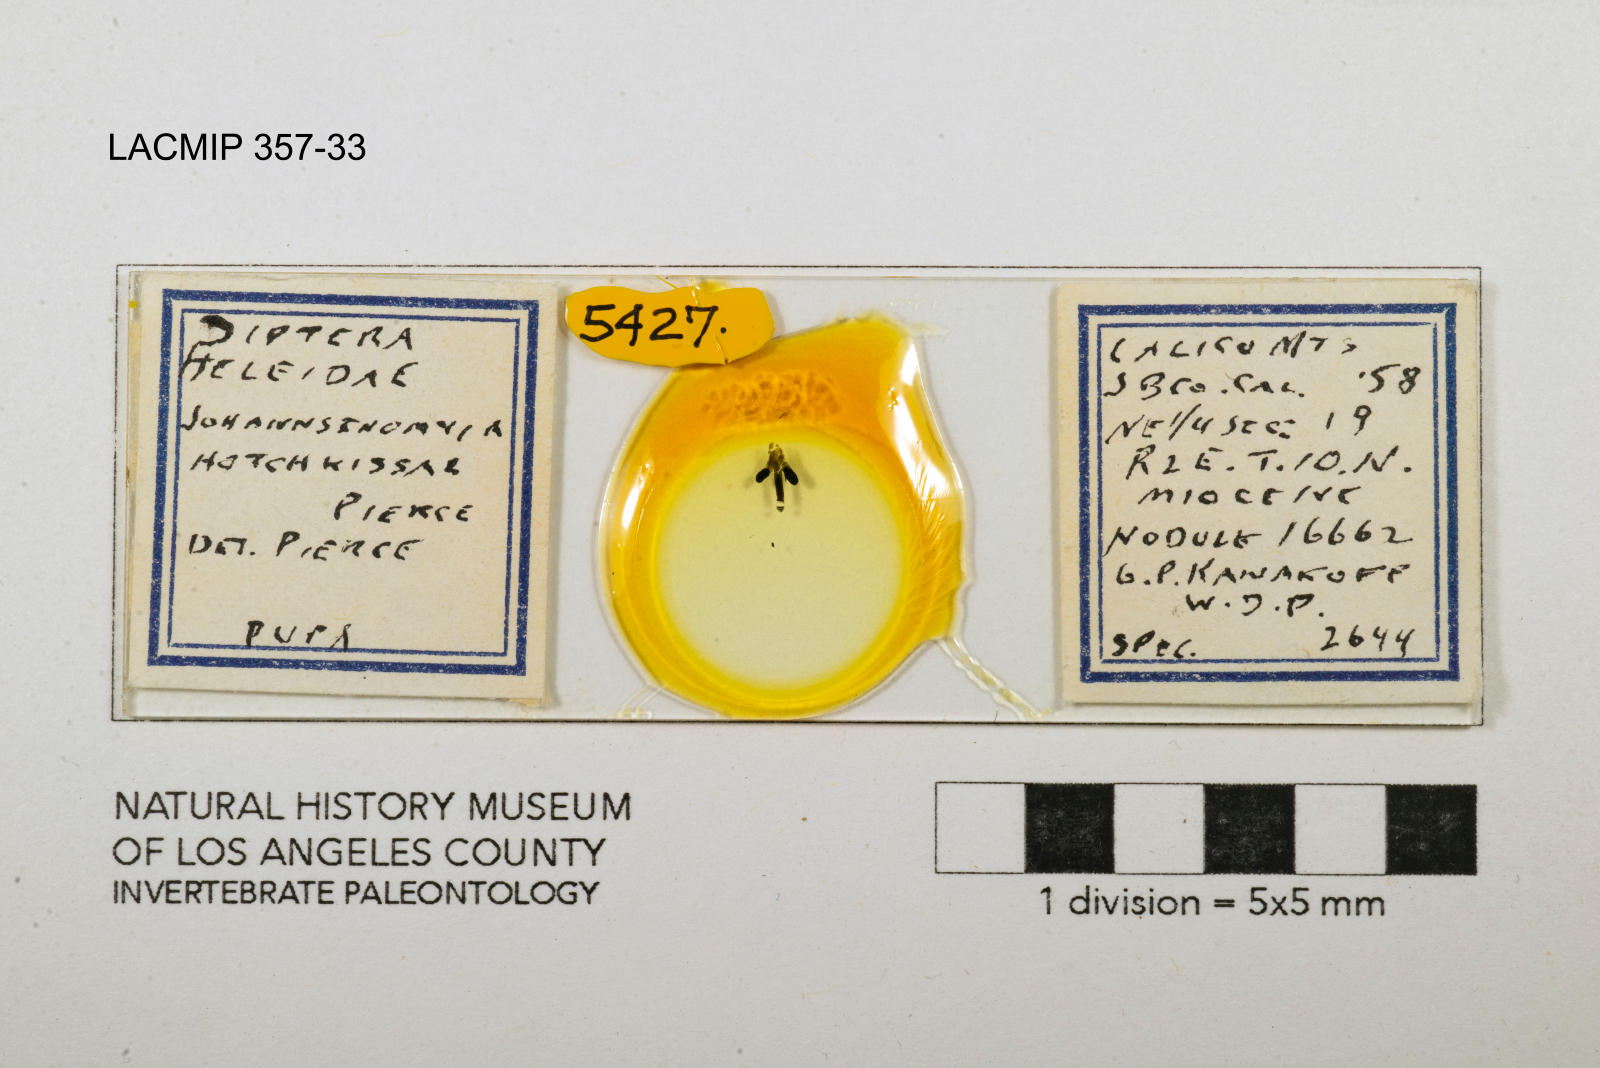 LACMIP 357-33
DIPTERA
HELEIDAE
JOHANNSENOMYIA
HOTCHKISSAE
PIERCE
DET. PIERCE
PUPA
5427.
CALICO MTS
S B CO. CAL. '58
NE 1/4 SEC 19
R2E. T.10.N.
MIOCENE
NODULE 16662
G.P. KANAKOFF
W.D.P.
SPEC. 2644
NATURAL HISTORY MUSEUM
OF LOS ANGELES COUNTY
INVERTEBRATE PALEONTOLOGY
1 division = 5x5 mm